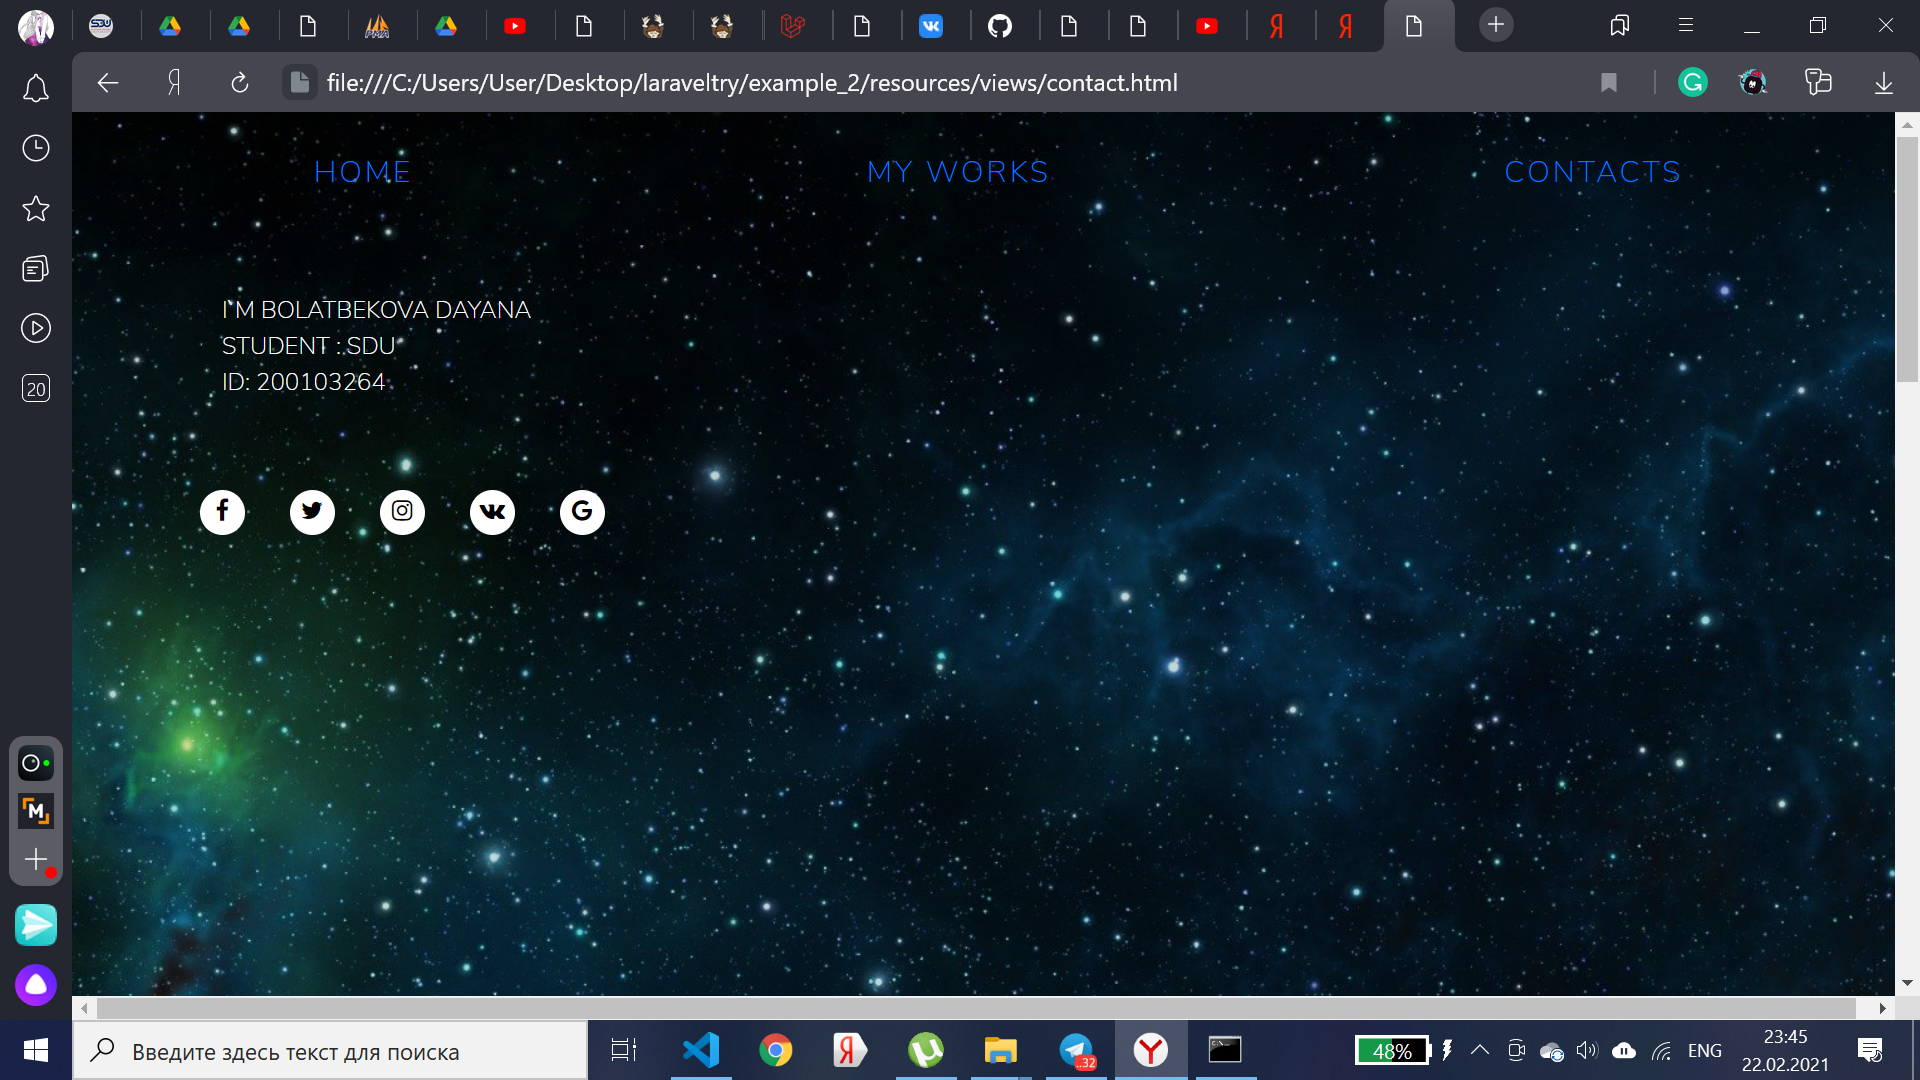 file:///C:/Users/User/Desktop/laraveltry/example_2/resources/views/contact.html
HOME
MY WORKS
CONTACTS
I'M BOLATBEKOVA DAYANA
STUDENT : SDU
ID: 200103264
20
Введите здесь текст для поиска
..32
48%
ENG
23:45
22.02.2021